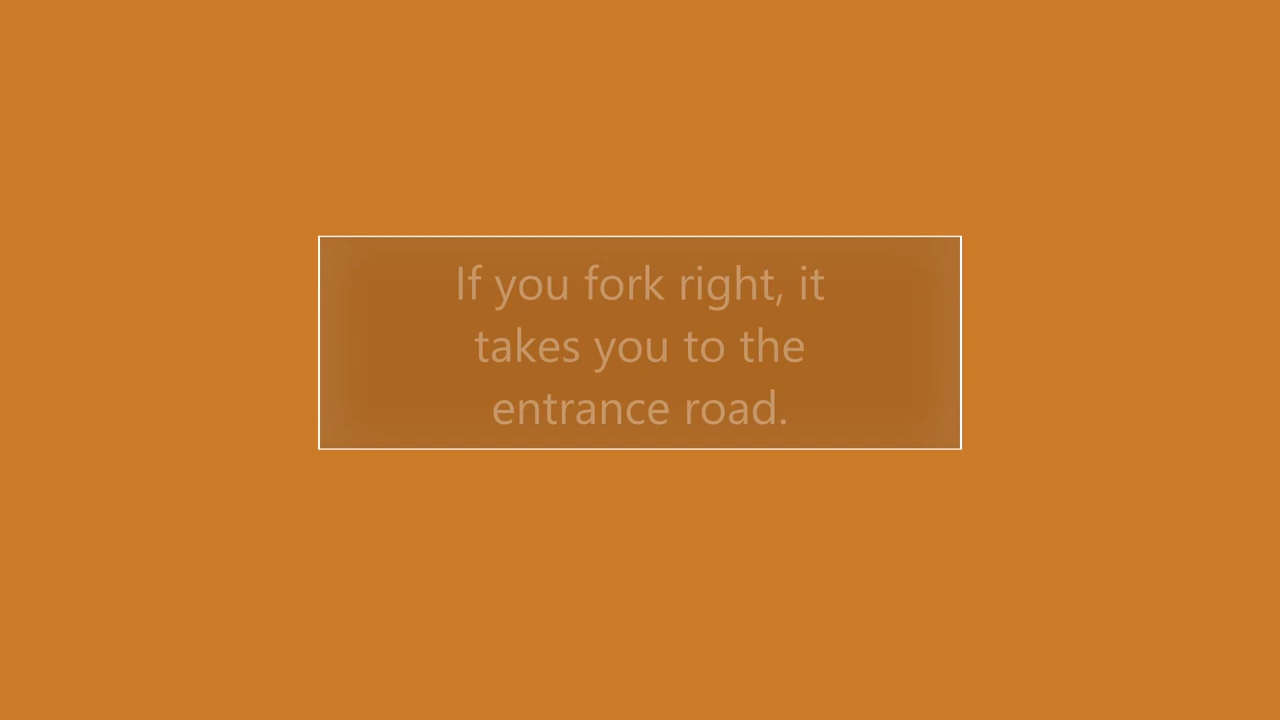 If you fork right, it
takes you to the
entrance road.